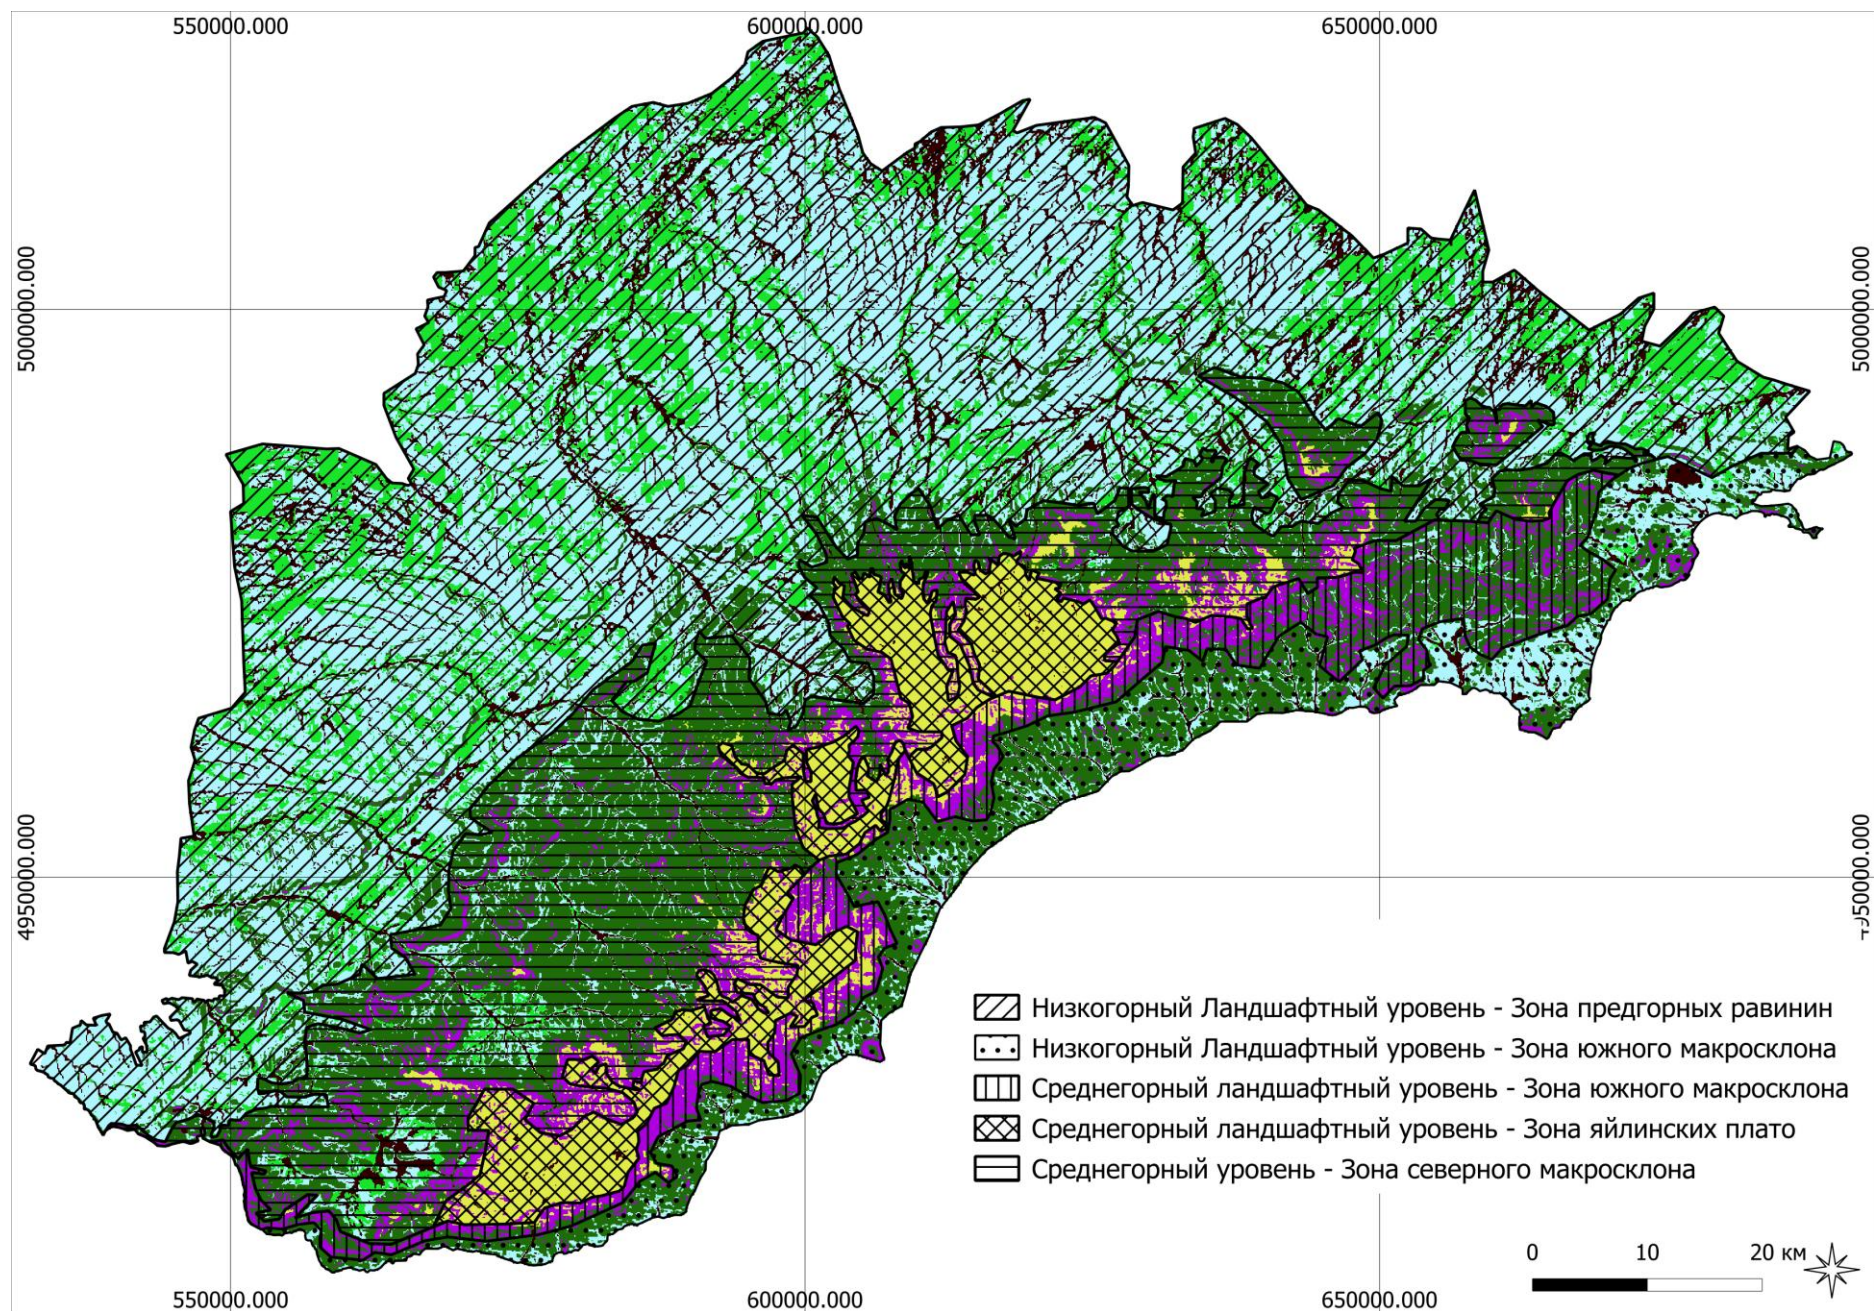 550000.000 600000.000 650000.000
5000000.000
5000000.000
4950000.000
4950000.000
Низкогорный Ландшафтный уровень - Зона предгорных равинин
Низкогорный Ландшафтный уровень - Зона южного макросклона
Среднегорный ландшафтный уровень - Зона южного макросклона
Среднегорный ландшафтный уровень - Зона яйлинских плато
Среднегорный уровень - Зона северного макросклона
0 10 20 км
550000.000 600000.000 650000.000